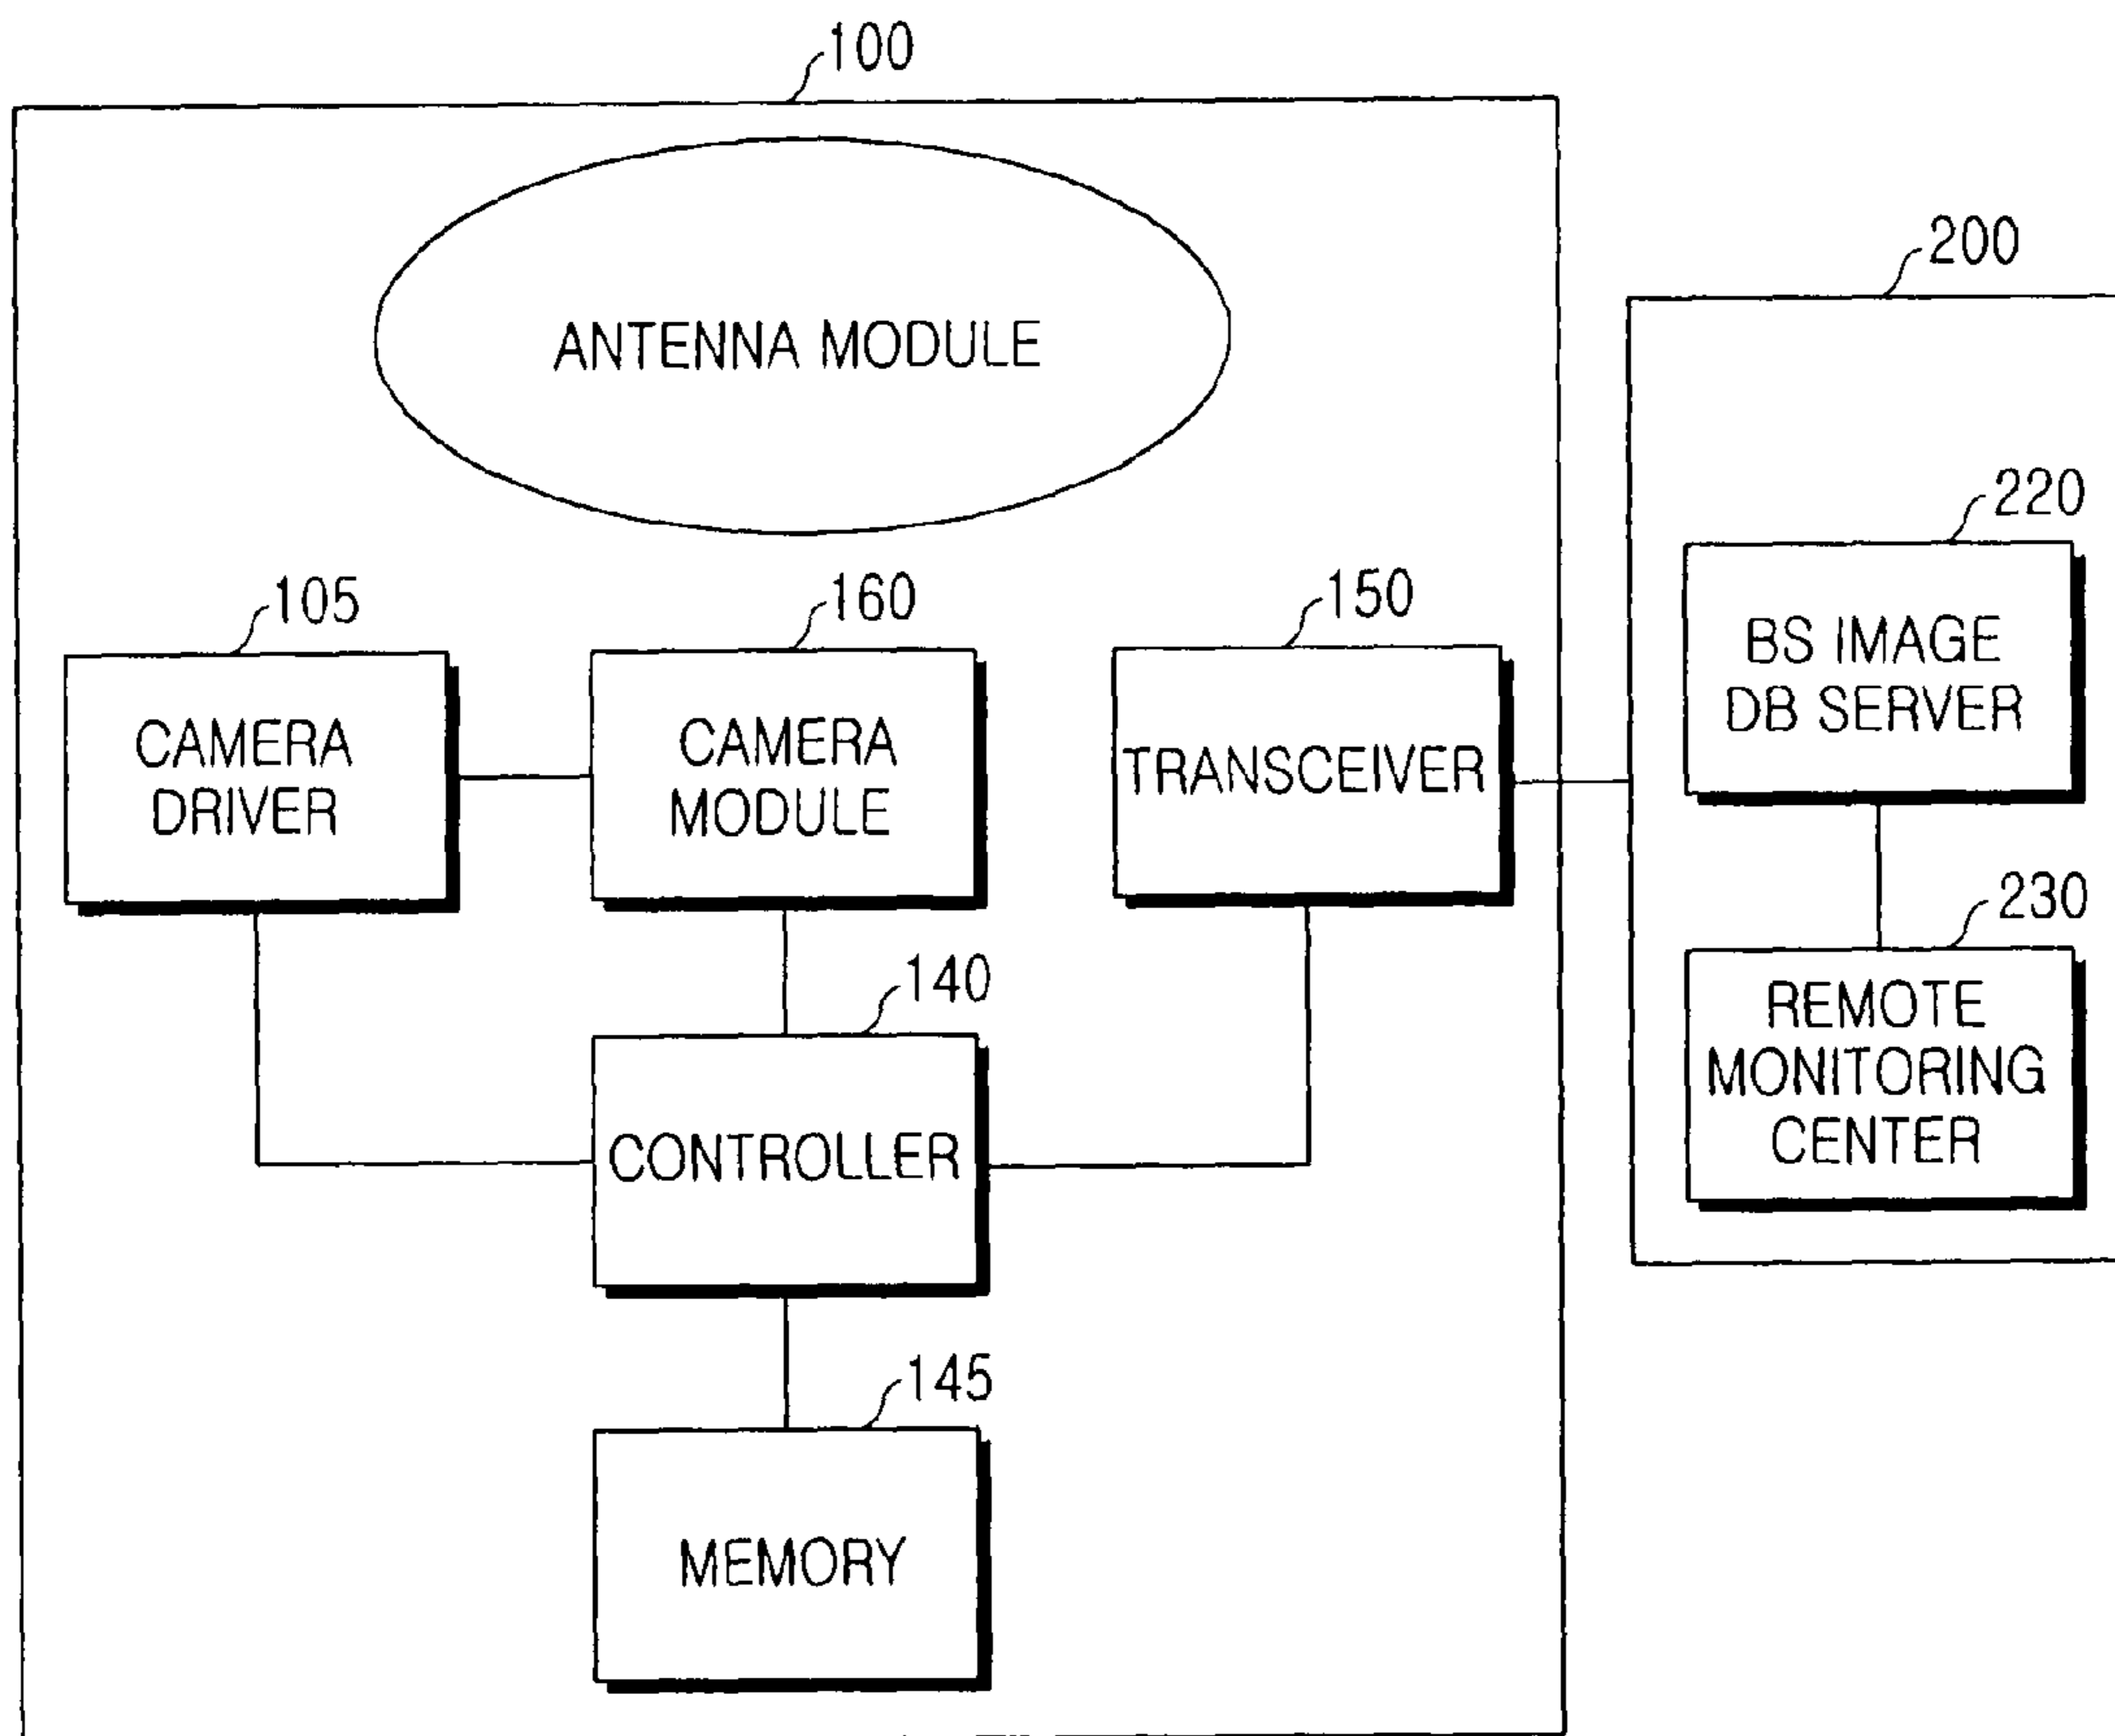 100
ANTENNA MODULE
200
105
160
150
220
CAMERA
DRIVER
CAMERA
MODULE
TRANSCEIVER
BS IMAGE
DB SERVER
140
230
CONTROLLER
REMOTE
MONITORING
CENTER
145
MEMORY